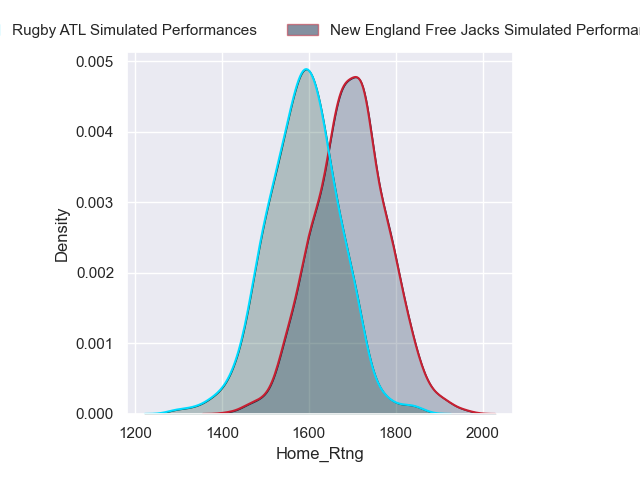 Rugby ATL Simulated Performances
New England Free Jacks Simulated
0.005
0.004
0.003
0.002
0.001
0.000
Density
1200 1400 1600 1800 2000
Home_Rtng